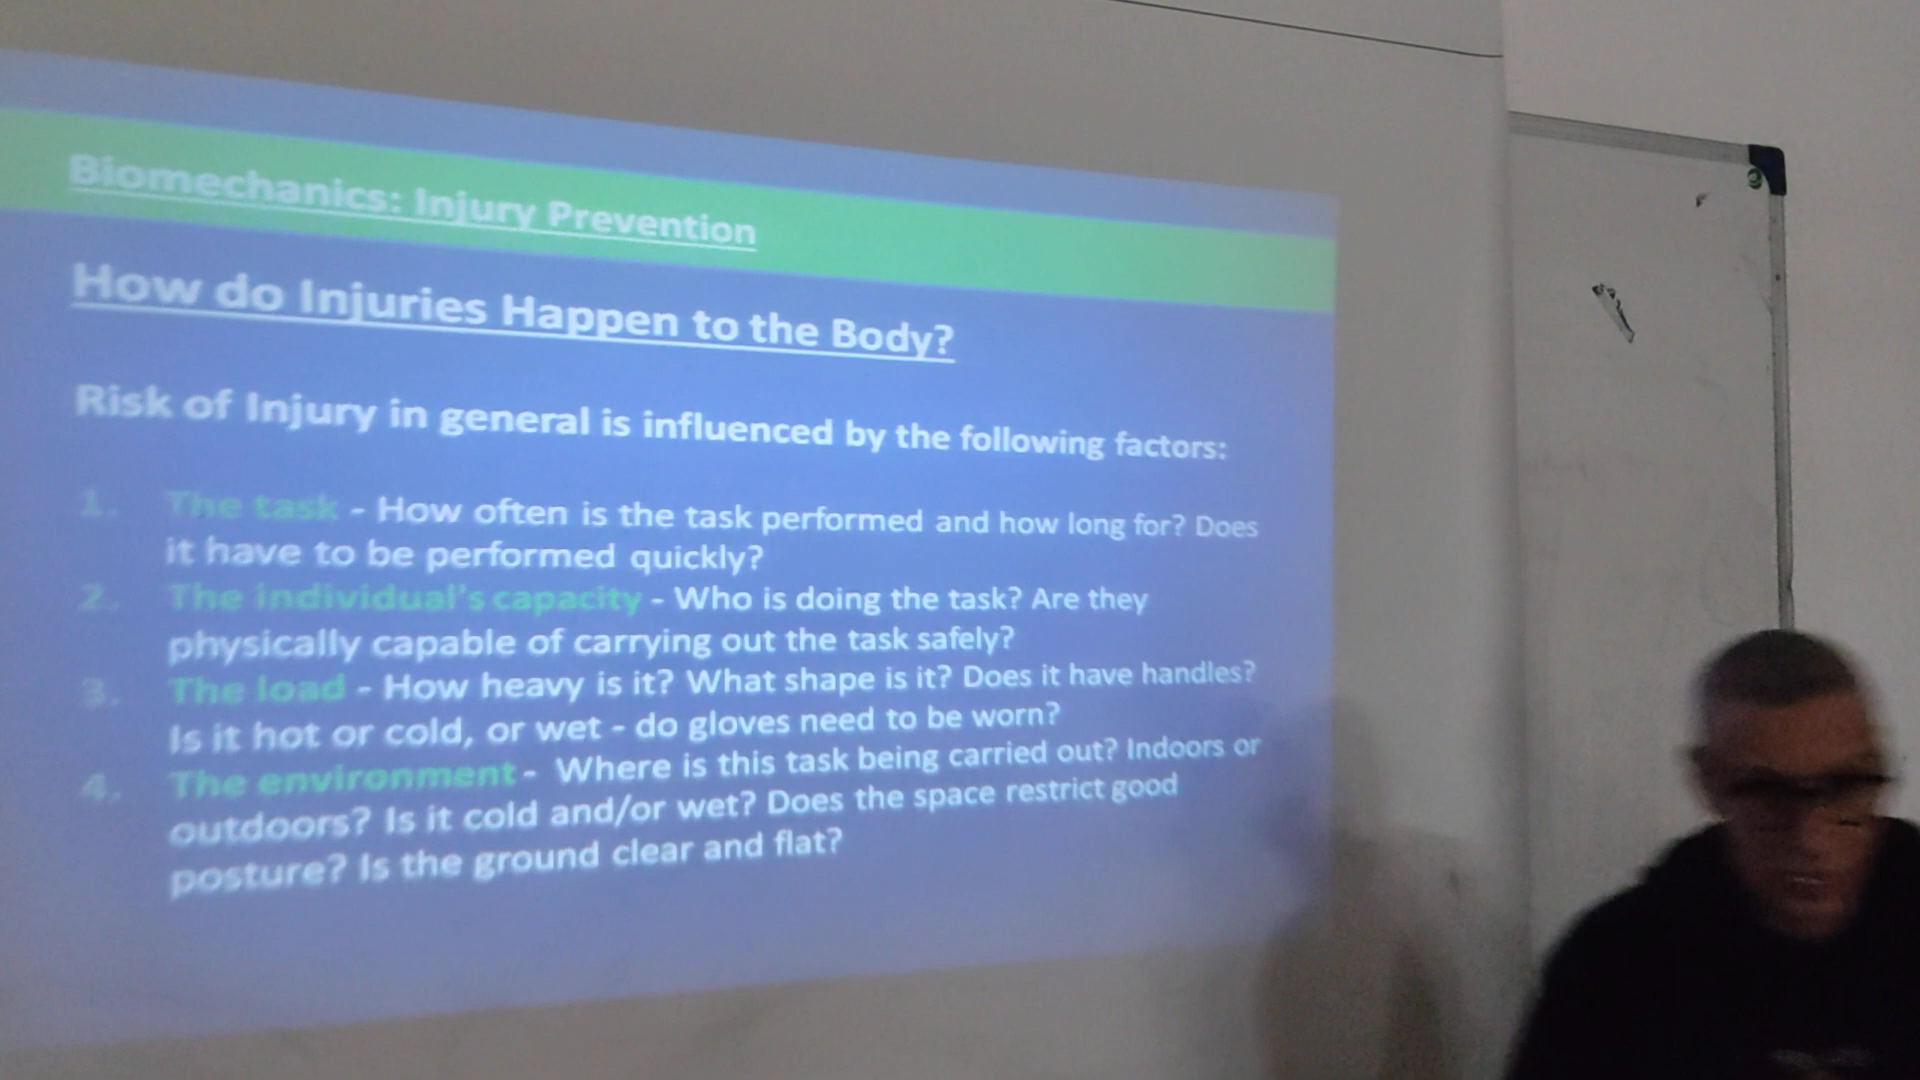 Biomechanics: Injury Prevention
How do Injuries Happen to the Body?
Risk of Injury in general is influenced by the following factors:
1. The task - How often is the task performed and how long for? Does
it have to be performed quickly?
2. The individual's capacity - Who is doing the task? Are they
physically capable of carrying out the task safely?
3. The load - How heavy is it? What shape is it? Does it have handles?
Is it hot or cold, or wet - do gloves need to be worn?
4. The environment - Where is this task being carried out? Indoors or
outdoors? Is it cold and/or wet? Does the space restrict good
posture? Is the ground clear and flat?